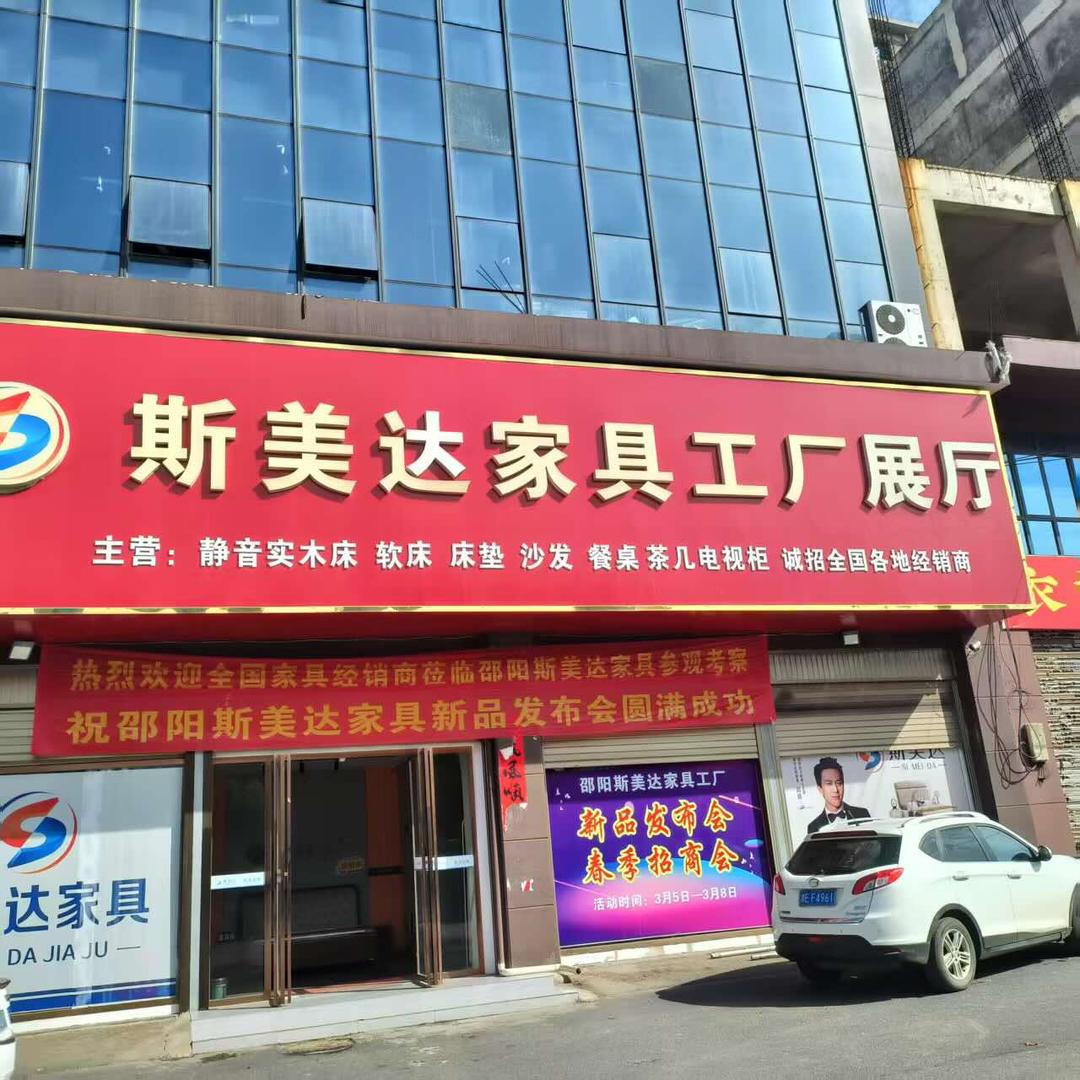 斯美达家具工厂展厅
主营：静音实木床 软床 床垫 沙发 餐桌 茶几电视柜 诚招全国各地经销商
热烈欢迎全国家具经销商莅临邵阳斯美达家具参观考察
祝邵阳斯美达家具新品发布会圆满成功
达家具
DA JIA JU
邵阳斯美达家具工厂
新品发布会
春季招商会
活动时间：3月5日—3月8日
斯美达
SI MEI DA